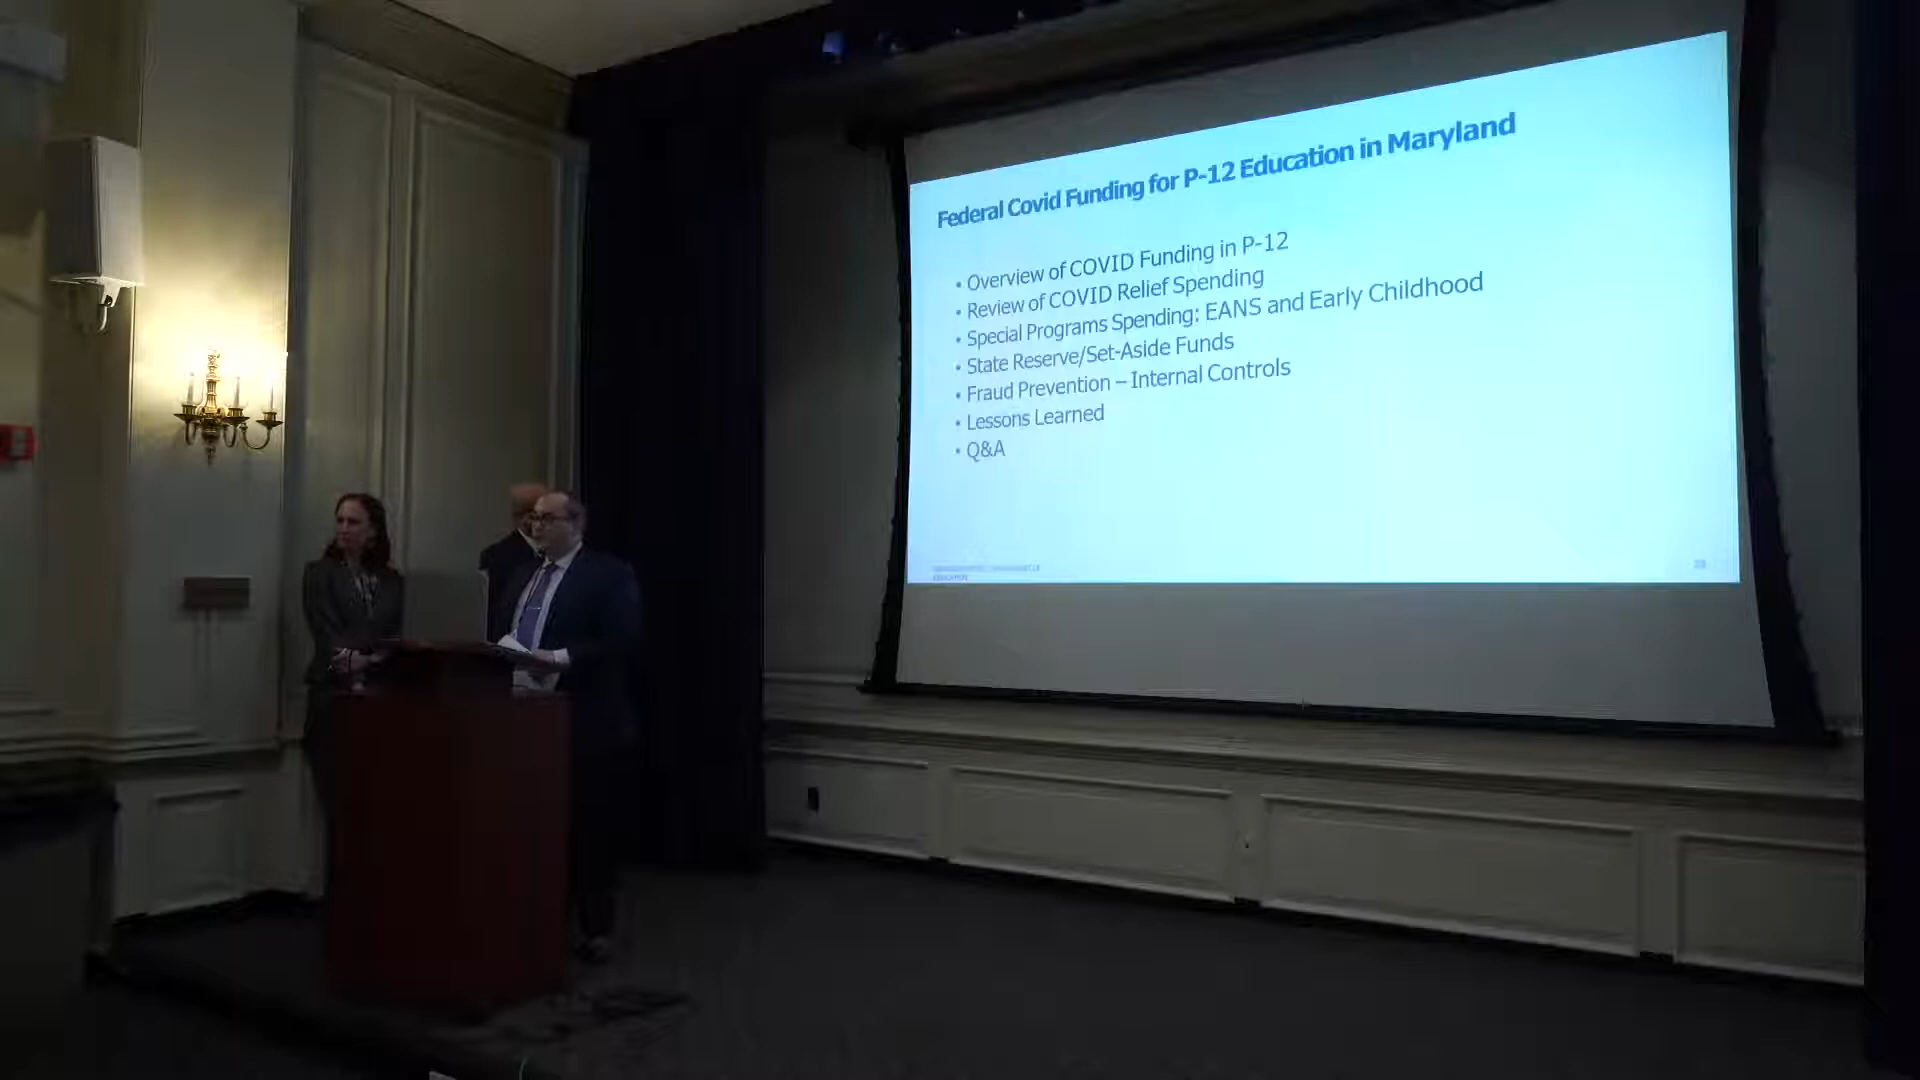 Federal Covid Funding for P-12 Education in Maryland
• Overview of COVID Funding in P-12
• Review of COVID Relief Spending
• Special Programs Spending: EANS and Early Childhood
• State Reserve/Set-Aside Funds
• Fraud Prevention – Internal Controls
• Lessons Learned
• Q&A
EDUCATION